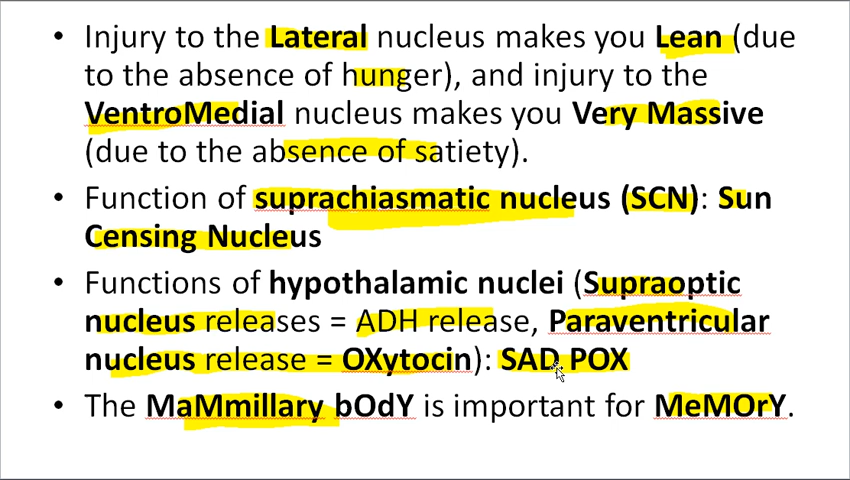 • Injury to the Lateral nucleus makes you Lean (due
to the absence of hunger), and injury to the
VentroMedial nucleus makes you Very Massive
(due to the absence of satiety).
• Function of suprachiasmatic nucleus (SCN): Sun
Censing Nucleus
• Functions of hypothalamic nuclei (Supraoptic
nucleus releases = ADH release, Paraventricular
nucleus release = OXytocin): SAD POX
• The MaMmillary bOdY is important for MeMOrY.